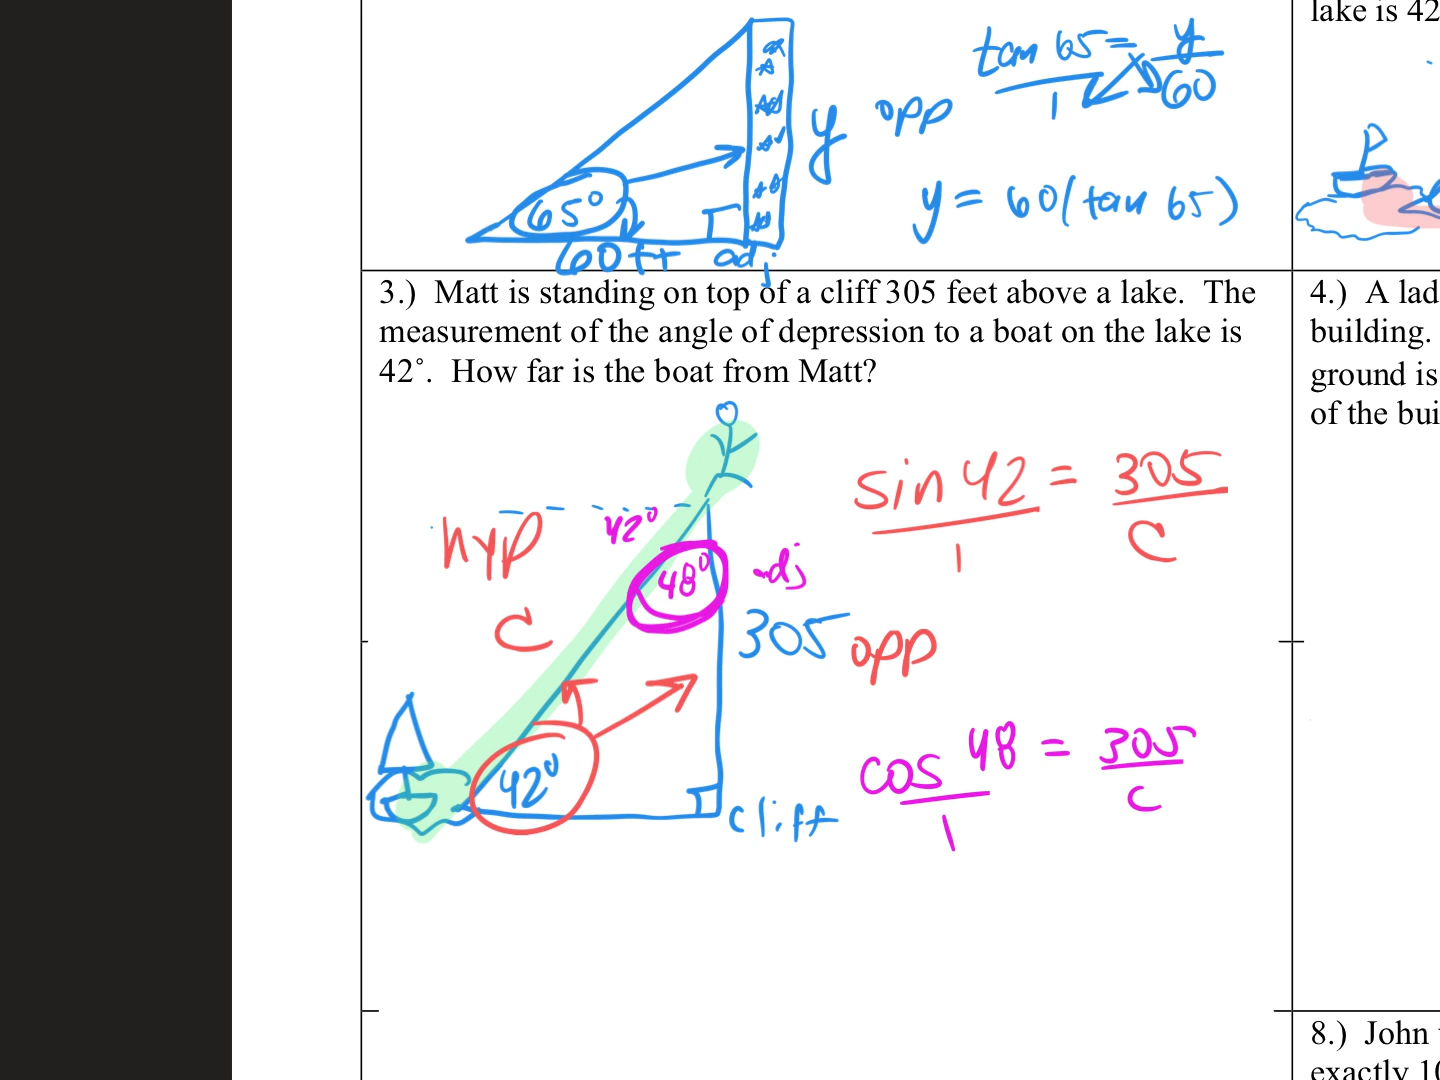 lake is 42
tan 65 = y
1 60
y opp
65°
y = 60(tan 65)
60 ft adj
3.) Matt is standing on top of a cliff 305 feet above a lake. The
measurement of the angle of depression to a boat on the lake is
42°. How far is the boat from Matt?
4.) A lad
building.
ground is
of the bui
sin 42 = 305
1 C
hyp 42°
48° adj
C 305 opp
cos 48 = 305
1 C
42°
cliff
8.) John
exactly 10